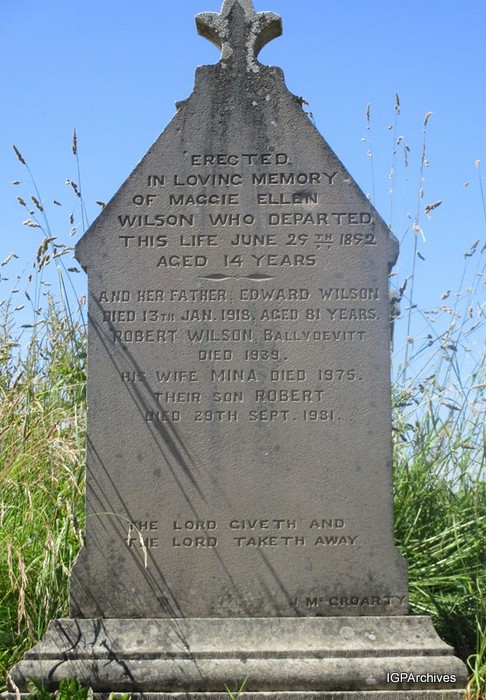 ERECTED.
IN LOVING MEMORY
OF MAGGIE ELLEN
WILSON WHO DEPARTED,
THIS LIFE JUNE 29TH 1892
AGED 14 YEARS
AND HER FATHER, EDWARD WILSON
DIED 13TH JAN. 1918, AGED 81 YEARS.
ROBERT WILSON, BALLYDEVITT
DIED 1939.
HIS WIFE MINA DIED 1975.
THEIR SON ROBERT
DIED 29TH SEPT. 1981.
THE LORD GIVETH AND
THE LORD TAKETH AWAY.
J. McCROARTY
IGPArchives